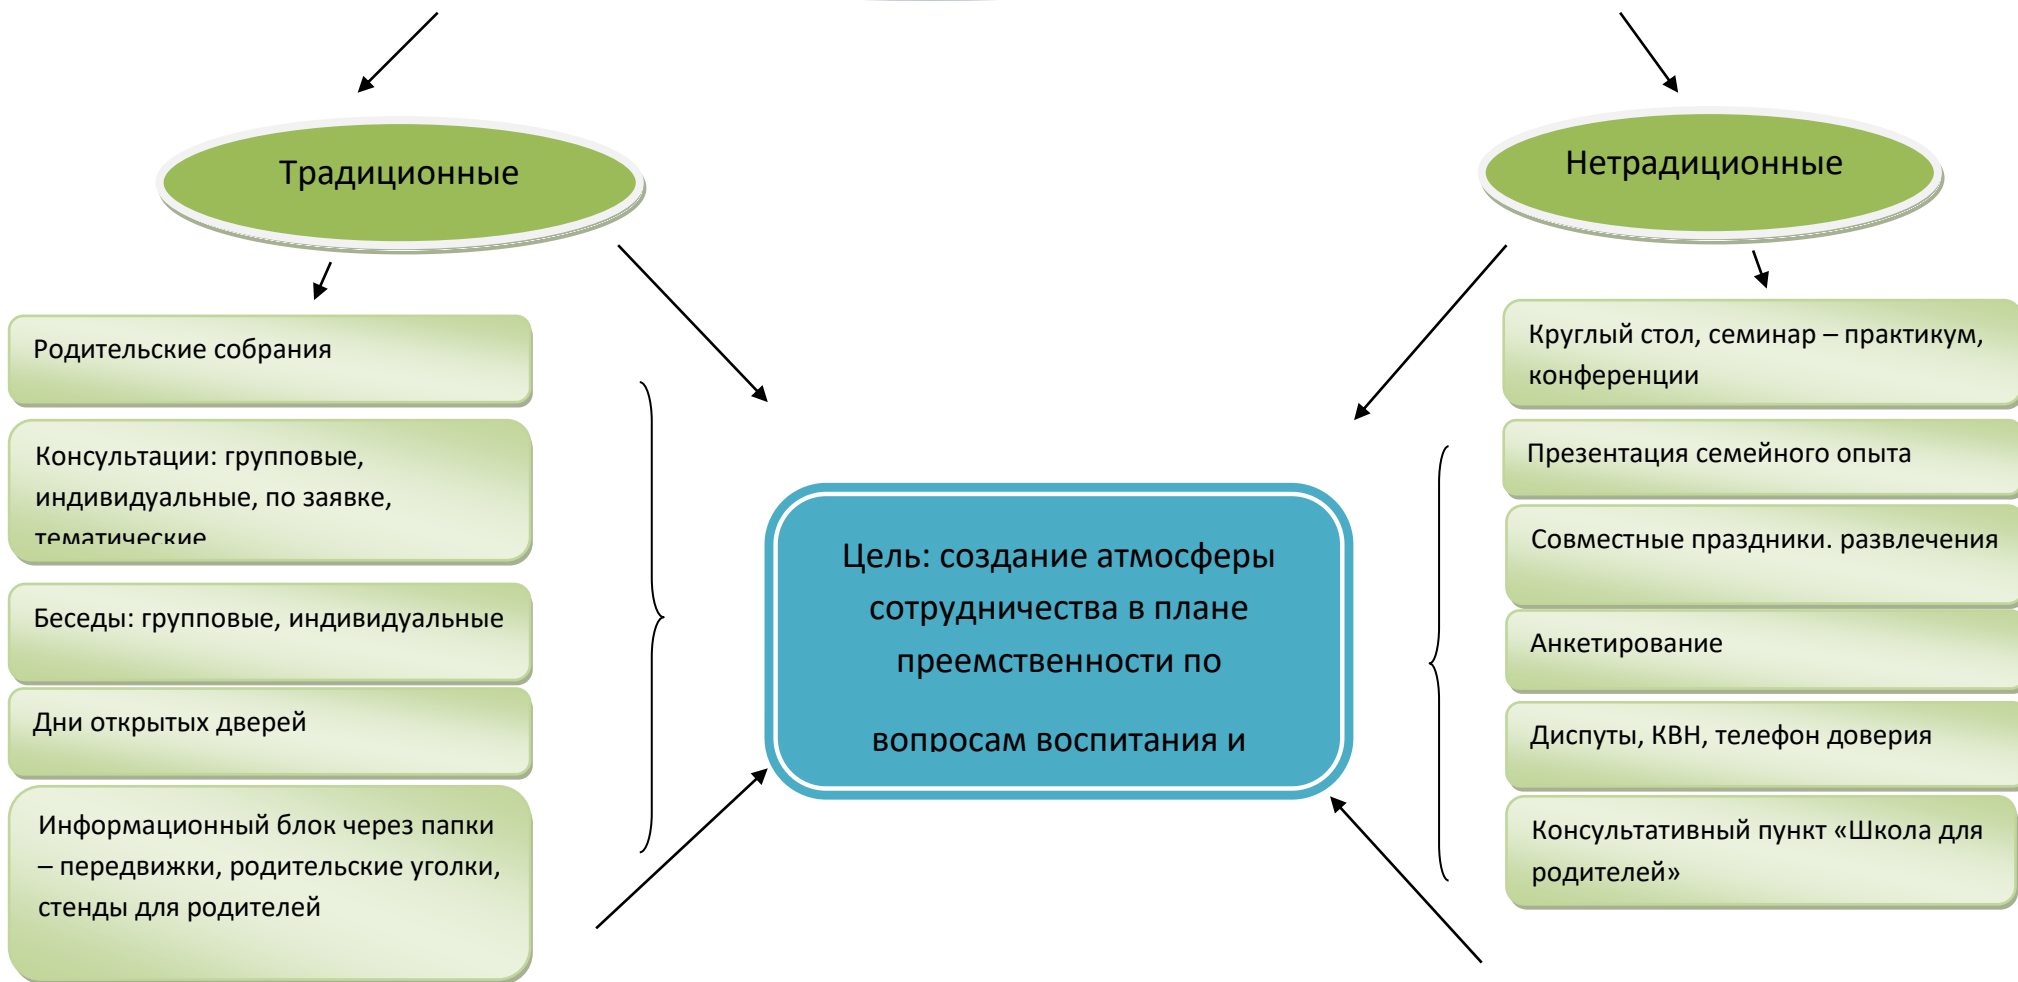 Традиционные
Нетрадиционные
Родительские собрания
Консультации: групповые,
индивидуальные, по заявке,
тематические
Беседы: групповые, индивидуальные
Дни открытых дверей
Информационный блок через папки
– передвижки, родительские уголки,
стенды для родителей
Цель: создание атмосферы
сотрудничества в плане
преемственности по
вопросам воспитания и
Круглый стол, семинар – практикум,
конференции
Презентация семейного опыта
Совместные праздники. развлечения
Анкетирование
Диспуты, КВН, телефон доверия
Консультативный пункт «Школа для
родителей»